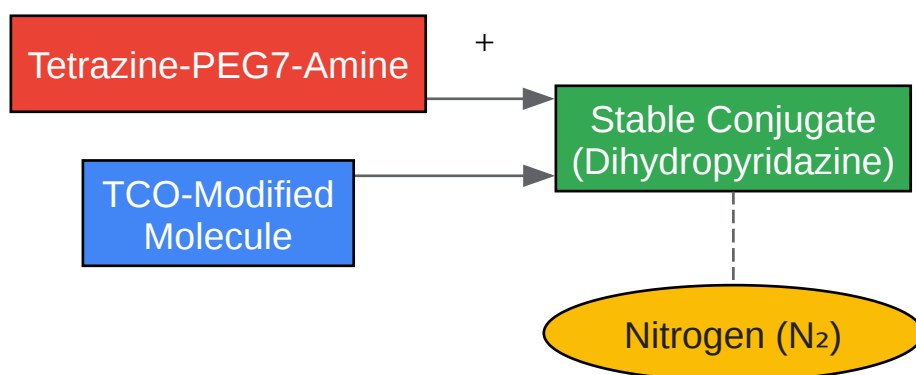 Tetrazine-PEG7-Amine
+
TCO-Modified
Molecule
Stable Conjugate
(Dihydropyridazine)
Nitrogen (N₂)